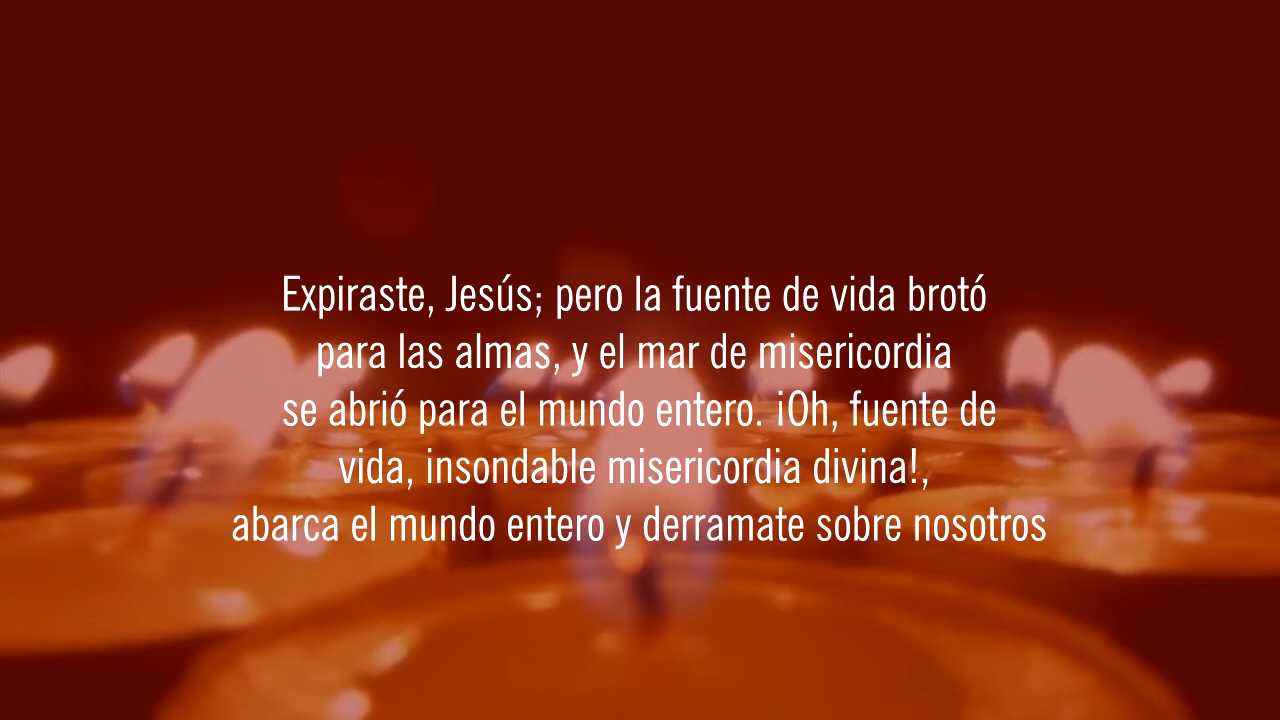 Expiraste, Jesús; pero la fuente de vida brotó
para las almas, y el mar de misericordia
se abrió para el mundo entero. ¡Oh, fuente de
vida, insondable misericordia divina!,
abarca el mundo entero y derramate sobre nosotros